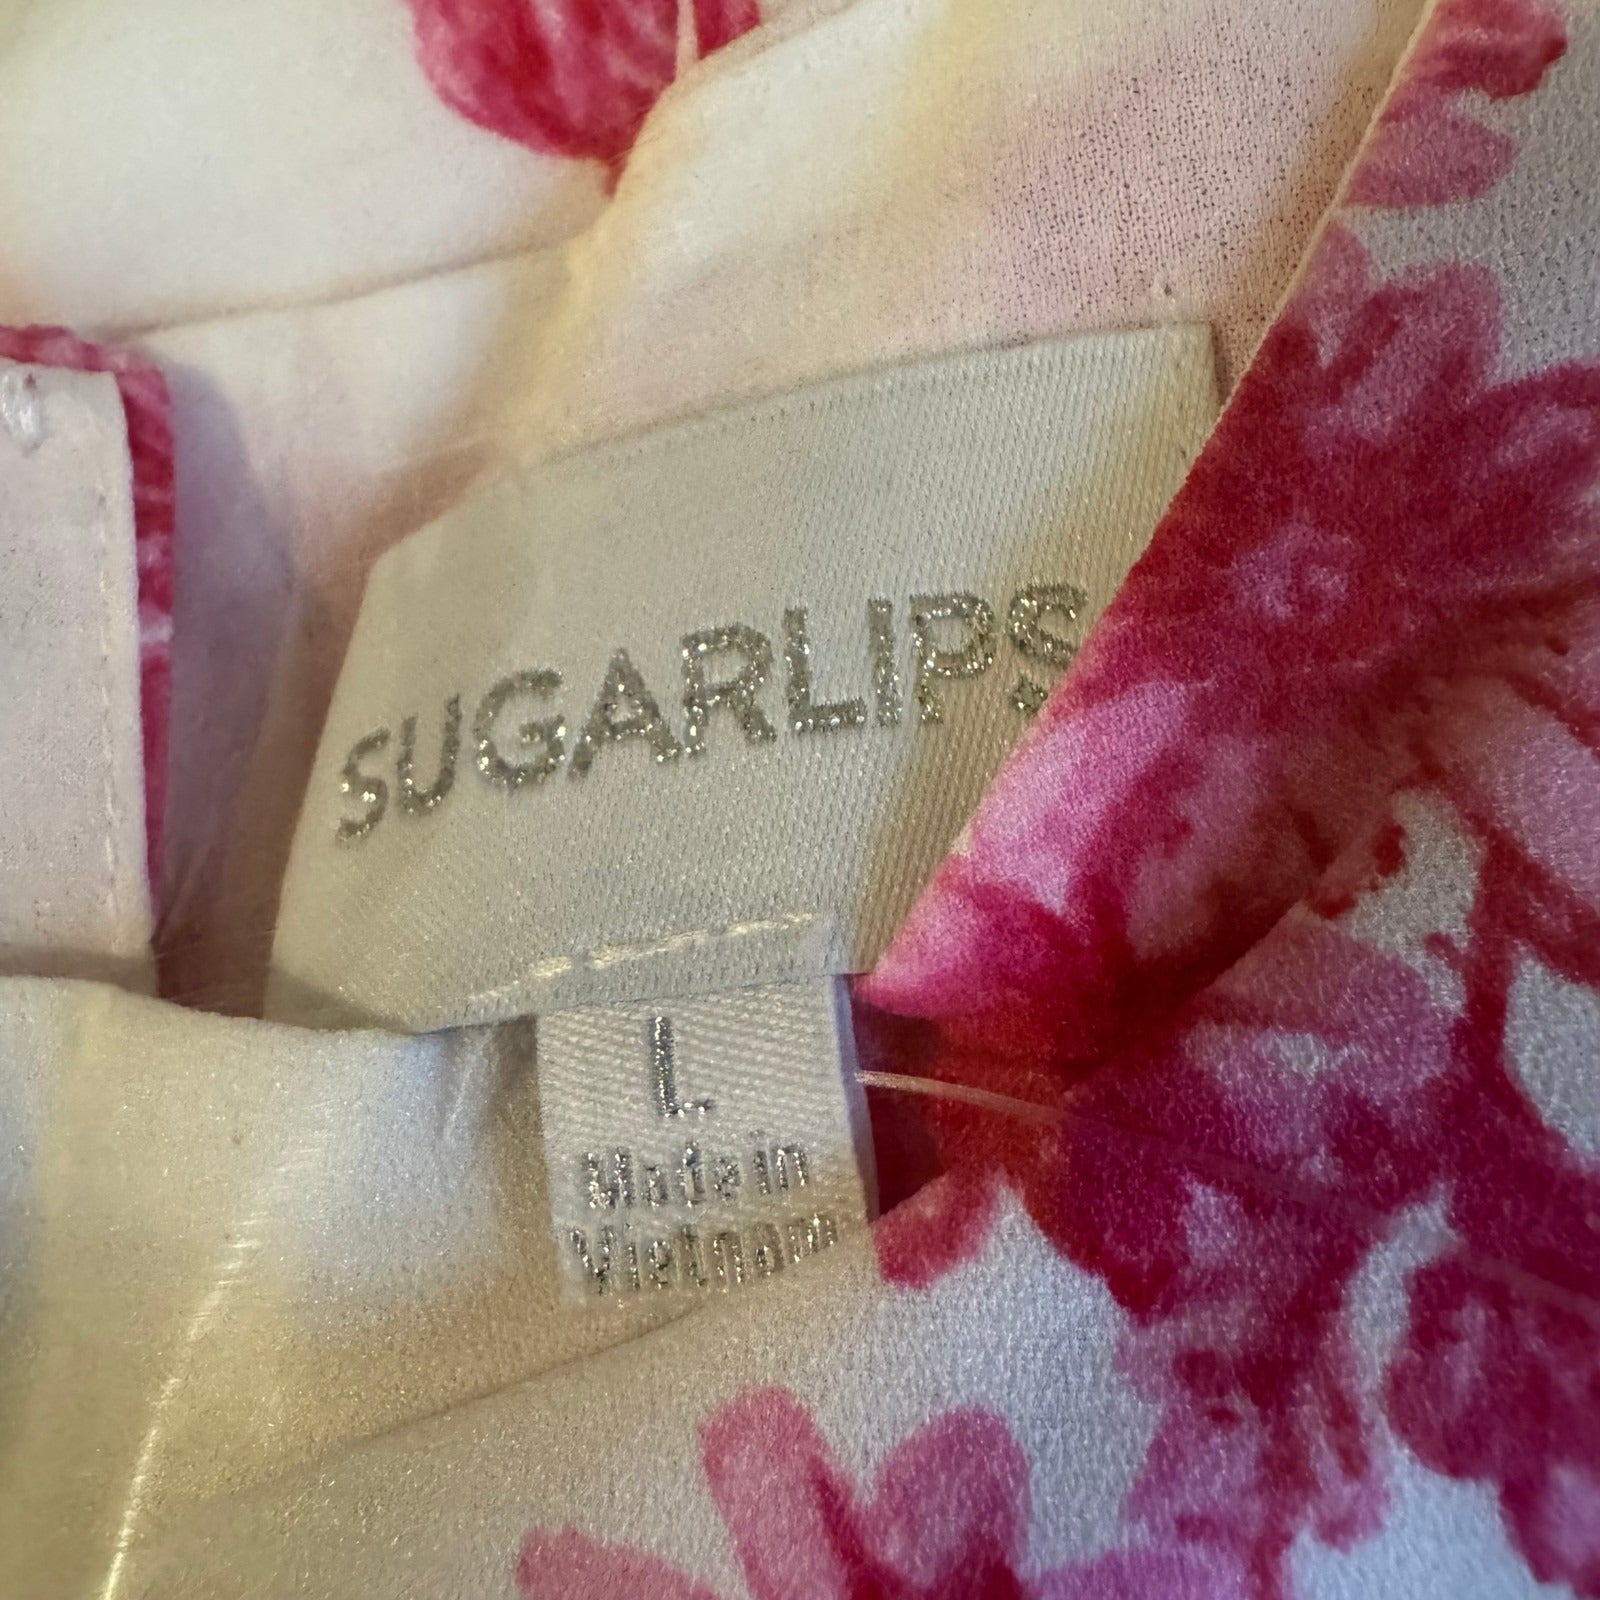 SUGARLIPS.
L
Made in
Vietnam